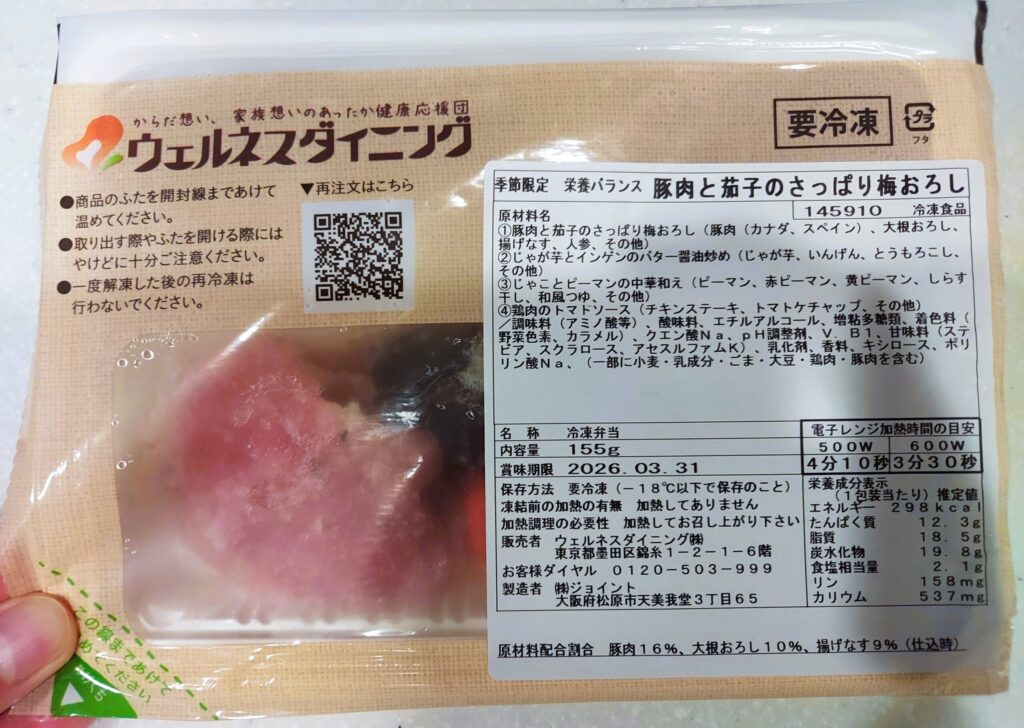 からだ想い、家族想いのあったか健康応援団
ウェルネスダイニング
要冷凍
プラ
フタ
●商品のふたを開封線まであけて
温めてください。
●取り出す際やふたを開ける際には
やけどに十分ご注意ください。
●一度解凍した後の再冷凍は
行わないでください。
▼再注文はこちら
季節限定 栄養バランス 豚肉と茄子のさっぱり梅おろし
145910 冷凍食品
原材料名
①豚肉と茄子のさっぱり梅おろし（豚肉（カナダ、スペイン）、大根おろし、
揚げなす、人参、その他）
②じゃが芋とインゲンのバター醤油炒め（じゃが芋、いんげん、とうもろこし、
その他）
③じゃことピーマンの中華和え（ピーマン、赤ピーマン、黄ピーマン、しらす
干し、和風つゆ、その他）
④鶏肉のトマトソース（チキンステーキ、トマトケチャップ、その他）
／調味料（アミノ酸等）、酸味料、エチルアルコール、増粘多糖類、着色料（
野菜色素、カラメル）、クエン酸Ｎａ、ｐＨ調整剤、Ｖ．Ｂ１、甘味料（ステ
ビア、スクラロース、アセスルファムＫ）、乳化剤、香料、キシロース、ポリ
リン酸Ｎａ、（一部に小麦・乳成分・ごま・大豆・鶏肉・豚肉を含む）
名 称 冷凍弁当
内容量 155g
賞味期限 2026.03.31
電子レンジ加熱時間の目安
500W 600W
4分10秒 3分30秒
保存方法 要冷凍（－18℃以下で保存のこと）
凍結前の加熱の有無 加熱してありません
加熱調理の必要性 加熱してお召し上がり下さい
販売者 ウェルネスダイニング㈱
東京都墨田区錦糸１－２－１－６階
お客様ダイヤル ０１２０－５０３－９９９
製造者 ㈱ジョイント
大阪府松原市天美我堂３丁目６５
栄養成分表示
（１包装当たり）推定値
エネルギー 298kcal
たんぱく質 12.3g
脂質 18.5g
炭水化物 19.8g
食塩相当量 2.1g
リン 158mg
カリウム 537mg
原材料配合割合 豚肉１６％、大根おろし１０％、揚げなす９％（仕込時）
の線まであけて
めてください